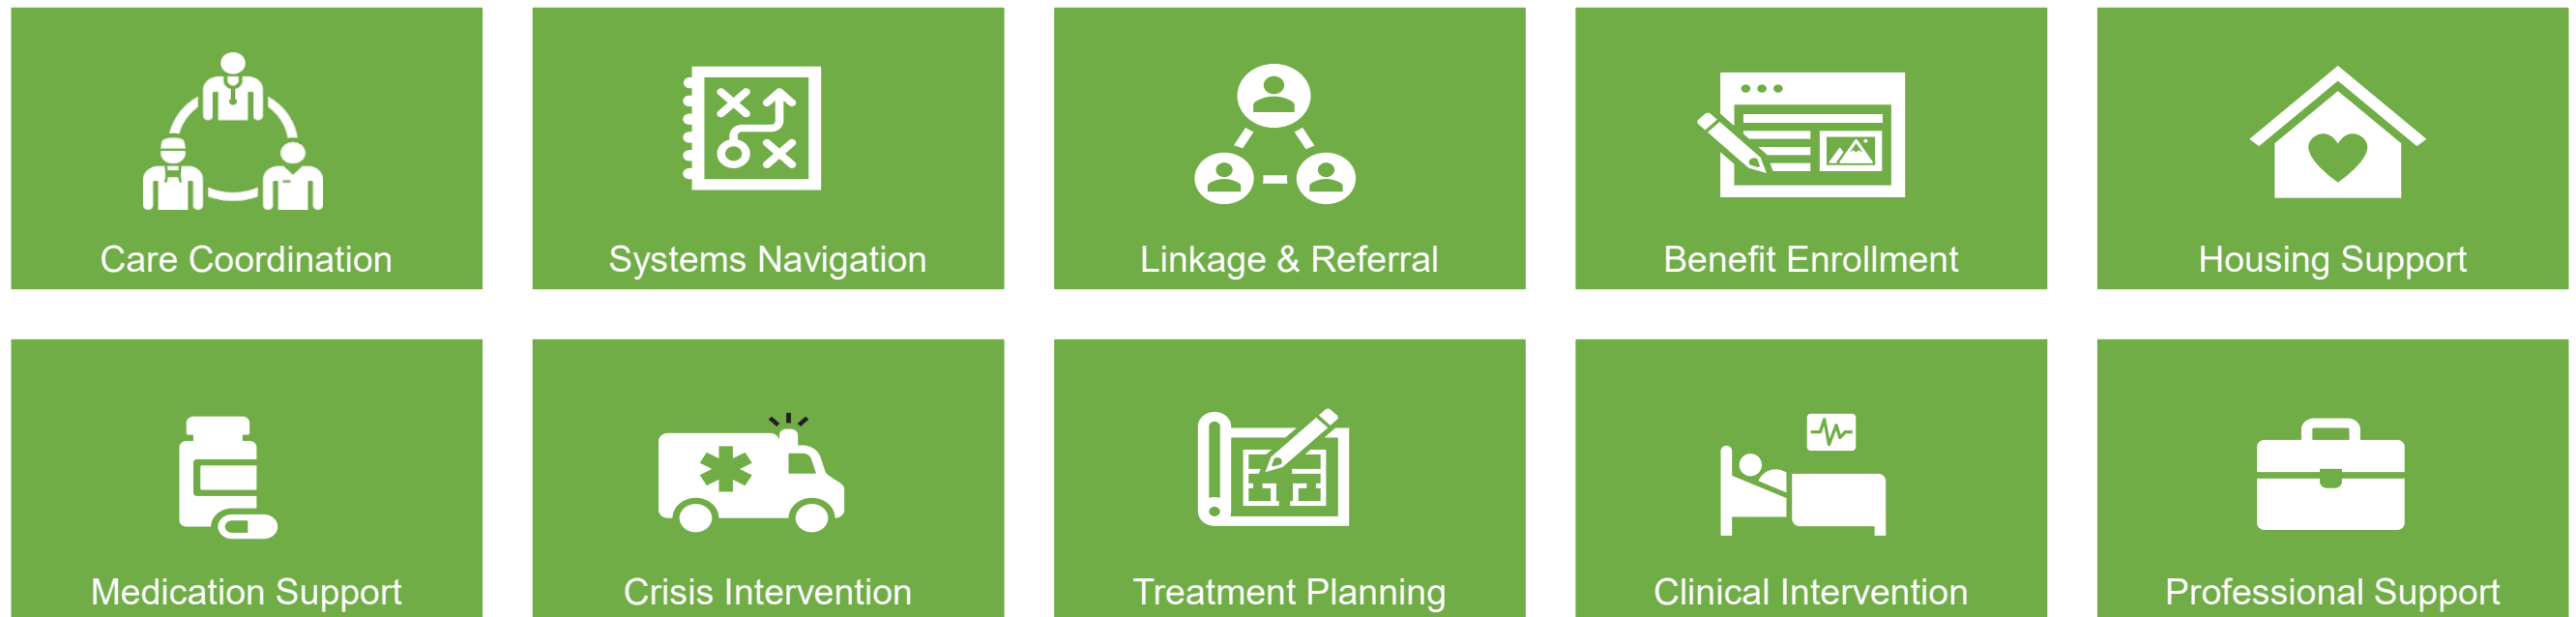 Care Coordination
Systems Navigation
Linkage & Referral
Benefit Enrollment
Housing Support
Medication Support
Crisis Intervention
Treatment Planning
Clinical Intervention
Professional Support